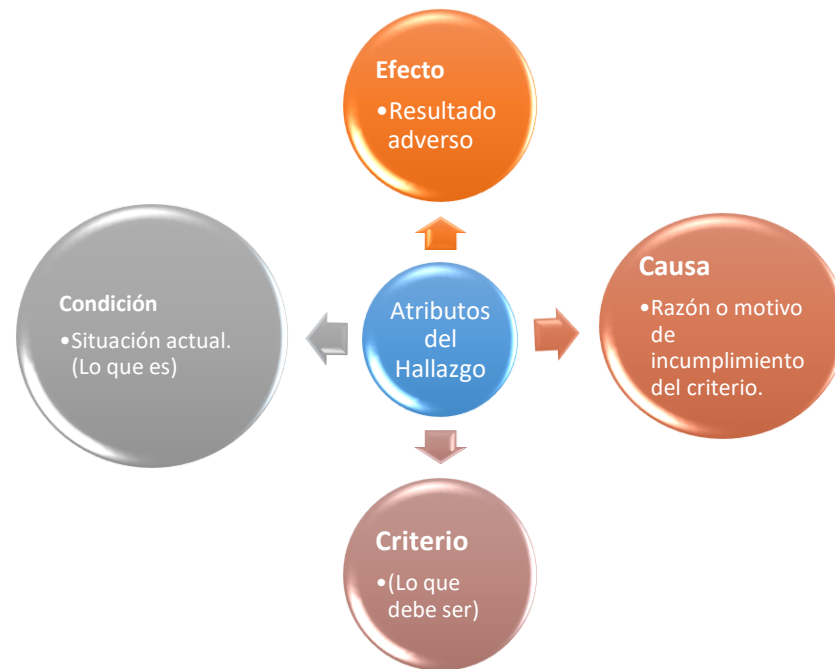 Efecto
•Resultado
adverso
Condición
•Situación actual.
(Lo que es)
Atributos
del
Hallazgo
Causa
•Razón o motivo
de
incumplimiento
del criterio.
Criterio
•(Lo que
debe ser)